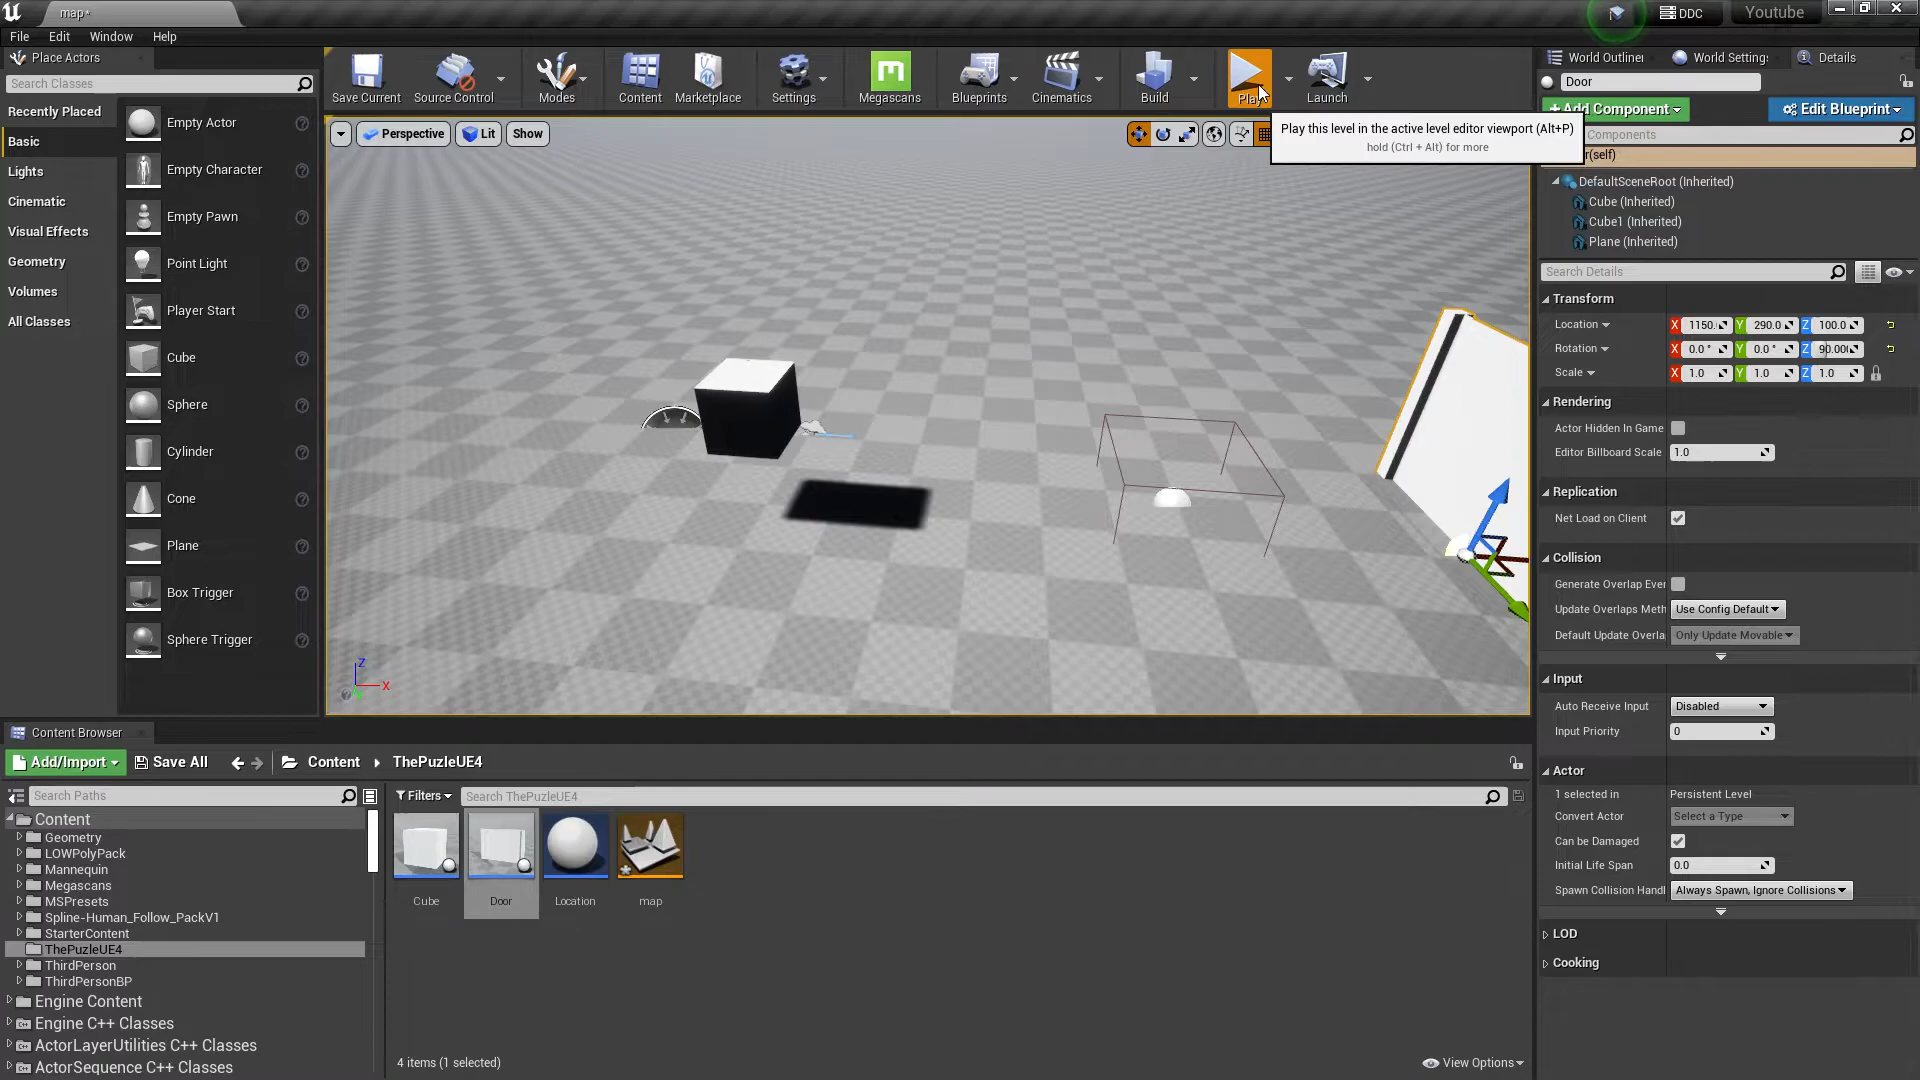 map*
DDC
Youtube
File
Edit
Window
Help
Place Actors
Search Classes
Recently Placed
Basic
Lights
Cinematic
Visual Effects
Geometry
Volumes
All Classes
Empty Actor
Empty Character
Empty Pawn
Point Light
Player Start
Cube
Sphere
Cylinder
Cone
Plane
Box Trigger
Sphere Trigger
Save Current
Source Control
Modes
Content
Marketplace
Settings
Megascans
Blueprints
Cinematics
Build
Play
Launch
Perspective
Lit
Show
Play this level in the active level editor viewport (Alt+P)
hold (Ctrl + Alt) for more
Z
X
Y
World Outliner
World Settings
Details
Door
+Add Component
Edit Blueprint
Components
r(self)
DefaultSceneRoot (Inherited)
Cube (Inherited)
Cube1 (Inherited)
Plane (Inherited)
Search Details
Transform
Location X 1150. Y 290.0 Z 100.0
Rotation X 0.0 ° Y 0.0 ° Z 90.00
Scale X 1.0 Y 1.0 Z 1.0
Rendering
Actor Hidden In Game
Editor Billboard Scale 1.0
Replication
Net Load on Client
Collision
Generate Overlap Ever
Update Overlaps Meth Use Config Default
Default Update Overla Only Update Movable
Input
Auto Receive Input Disabled
Input Priority 0
Actor
1 selected in Persistent Level
Convert Actor Select a Type
Can be Damaged
Initial Life Span 0.0
Spawn Collision Handl Always Spawn, Ignore Collisions
LOD
Cooking
Content Browser
Add/Import
Save All
Content
ThePuzleUE4
Search Paths
Content
Geometry
LOWPolyPack
Mannequin
Megascans
MSPresets
Spline-Human_Follow_PackV1
StarterContent
ThePuzleUE4
ThirdPerson
ThirdPersonBP
Engine Content
Engine C++ Classes
ActorLayerUtilities C++ Classes
ActorSequence C++ Classes
Filters
Search ThePuzleUE4
Cube
Door
Location
map
4 items (1 selected)
View Options